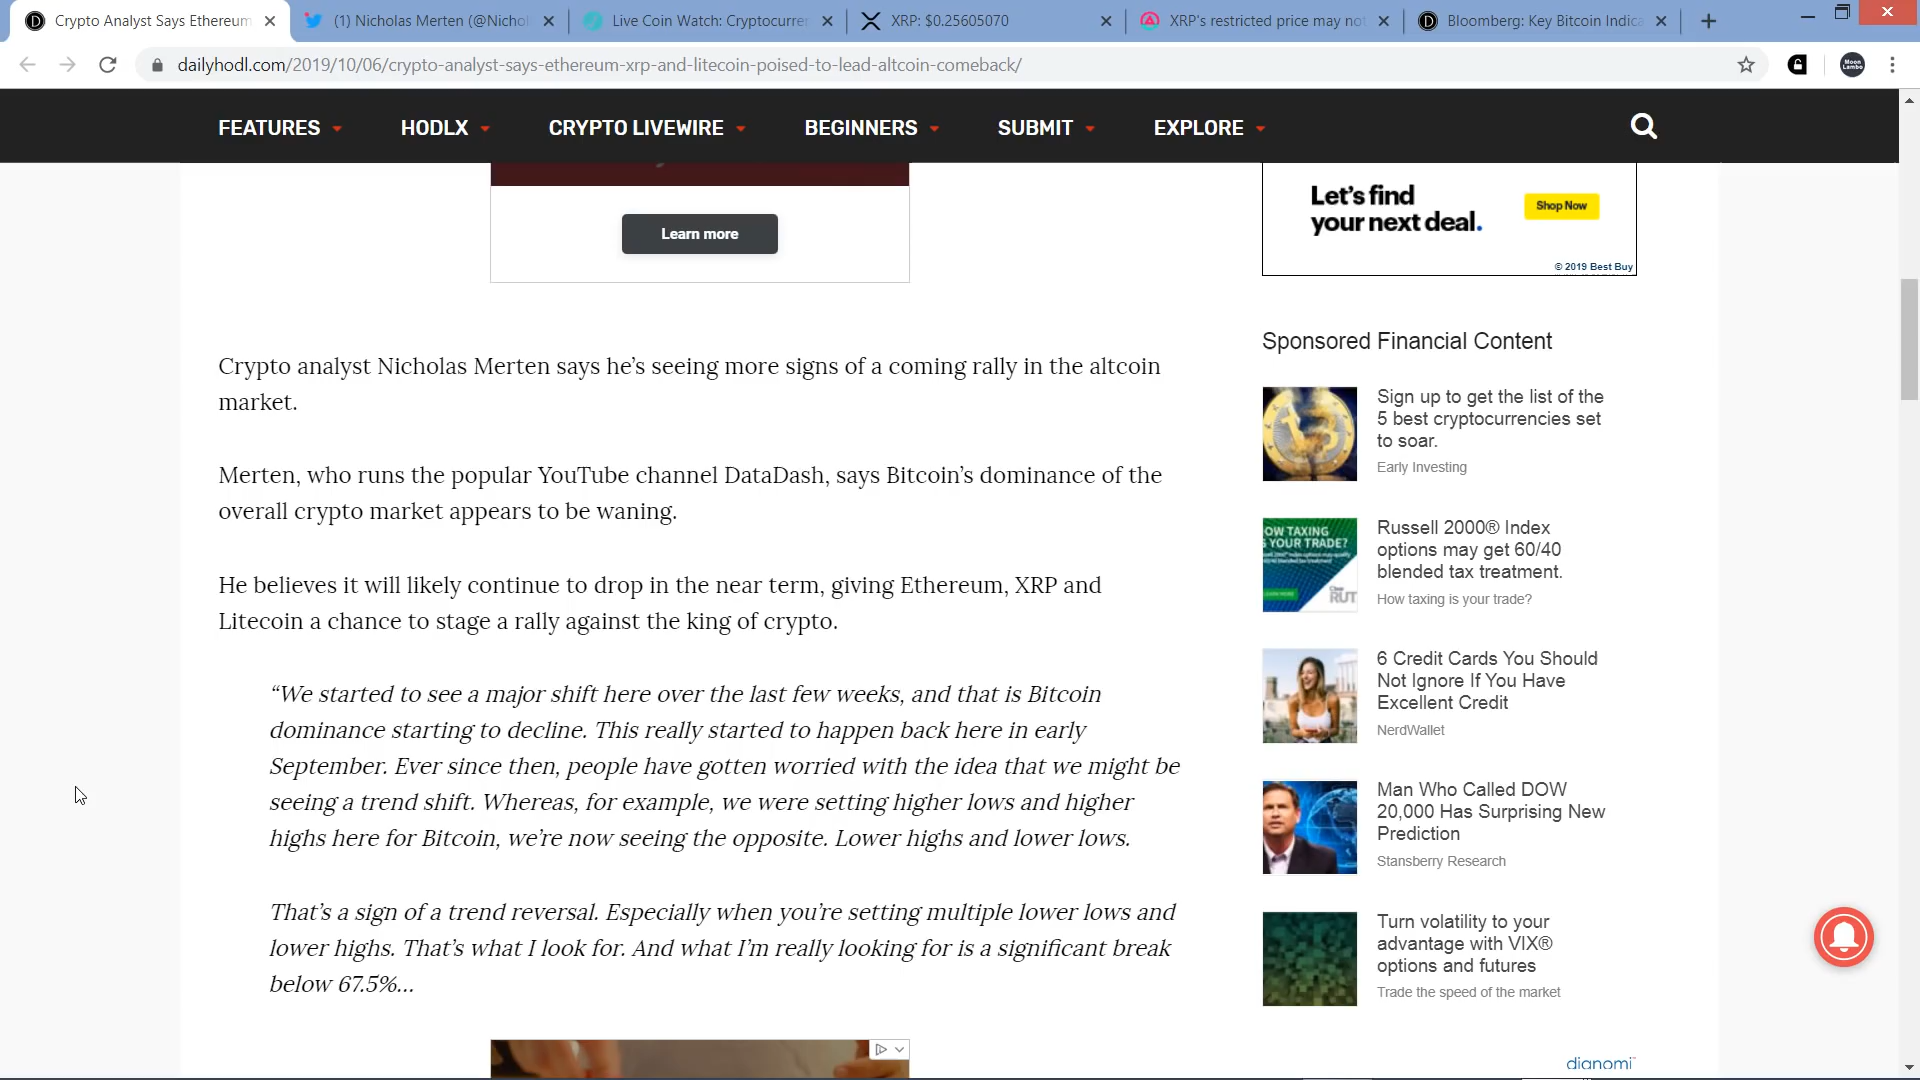 Crypto Analyst Says Ethereum
(1) Nicholas Merten (@Nichol
Live Coin Watch: Cryptocurre
XRP: $0.25605070
XRP's restricted price may not
Bloomberg: Key Bitcoin Indica
dailyhodl.com/2019/10/06/crypto-analyst-says-ethereum-xrp-and-litecoin-poised-to-lead-altcoin-comeback/
Moon
Lambo
FEATURES
HODLX
CRYPTO LIVEWIRE
BEGINNERS
SUBMIT
EXPLORE
Learn more
Let's find
your next deal.
Shop Now
© 2019 Best Buy
Crypto analyst Nicholas Merten says he's seeing more signs of a coming rally in the altcoin
market.
Merten, who runs the popular YouTube channel DataDash, says Bitcoin's dominance of the
overall crypto market appears to be waning.
He believes it will likely continue to drop in the near term, giving Ethereum, XRP and
Litecoin a chance to stage a rally against the king of crypto.
“We started to see a major shift here over the last few weeks, and that is Bitcoin
dominance starting to decline. This really started to happen back here in early
September. Ever since then, people have gotten worried with the idea that we might be
seeing a trend shift. Whereas, for example, we were setting higher lows and higher
highs here for Bitcoin, we're now seeing the opposite. Lower highs and lower lows.
That's a sign of a trend reversal. Especially when you're setting multiple lower lows and
lower highs. That's what I look for. And what I'm really looking for is a significant break
below 67.5%…
Sponsored Financial Content
Sign up to get the list of the
5 best cryptocurrencies set
to soar.
Early Investing
OW TAXING
S YOUR TRADE?
RUT
Russell 2000® Index
options may get 60/40
blended tax treatment.
How taxing is your trade?
6 Credit Cards You Should
Not Ignore If You Have
Excellent Credit
NerdWallet
Man Who Called DOW
20,000 Has Surprising New
Prediction
Stansberry Research
Turn volatility to your
advantage with VIX®
options and futures
Trade the speed of the market
dianomi